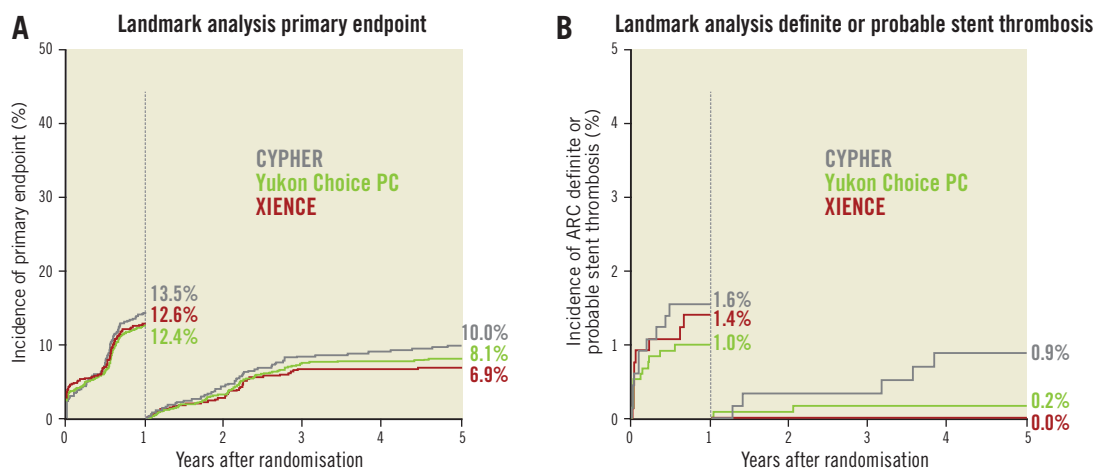 A
Landmark analysis primary endpoint
Incidence of primary endpoint (%)
50
40
30
20
10
0
CYPHER
Yukon Choice PC
XIENCE
13.5%
12.6%
12.4%
10.0%
8.1%
6.9%
0 1 2 3 4 5
Years after randomisation
B
Landmark analysis definite or probable stent thrombosis
Incidence of ARC definite or
probable stent thrombosis (%)
5
4
3
2
1
0
CYPHER
Yukon Choice PC
XIENCE
1.6%
1.4%
1.0%
0.9%
0.2%
0.0%
0 1 2 3 4 5
Years after randomisation